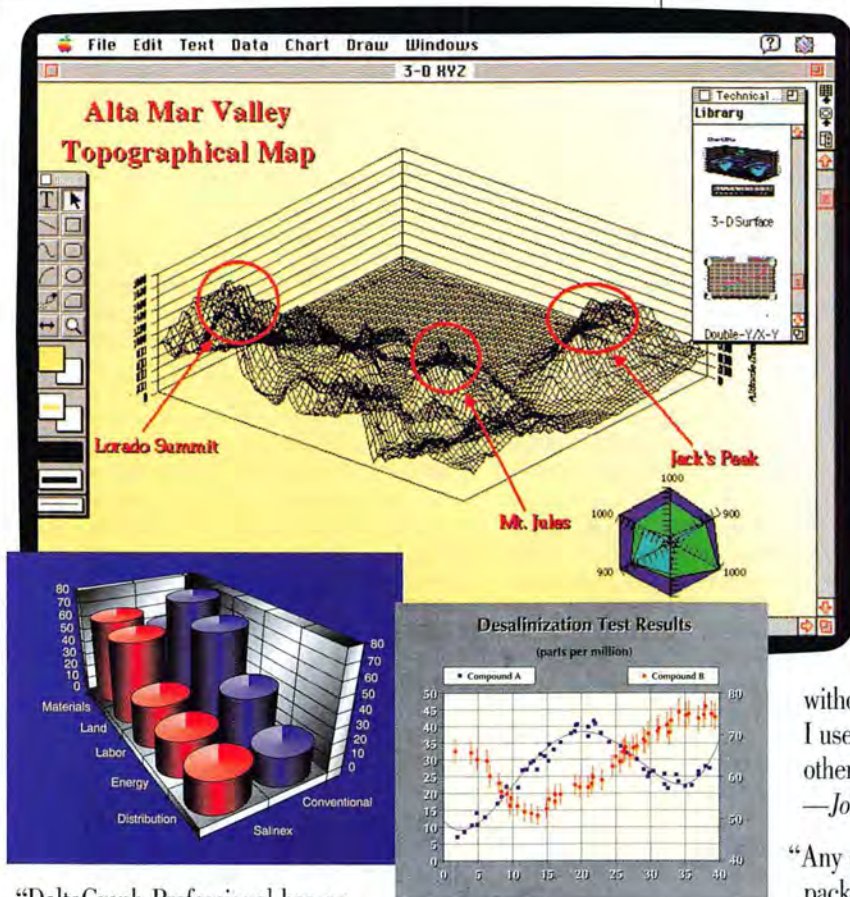 File Edit Text Data Chart Draw Windows
3-D XYZ
Alta Mar Valley
Topographical Map
Technical ...
Library
3-D Surface
Double-Y/X-Y
Lorado Summit
Mt. Jules
Jack's Peak
1000
1000
900
900
1000
80
70
60
50
40
30
20
10
0
Materials
Land
Labor
Energy
Distribution
80
70
60
50
40
30
20
10
0
Conventional
Salinex
Desalinization Test Results
(parts per million)
Compound A
Compound B
50
45
40
35
30
25
20
15
10
5
0
80
70
60
50
40
0 5 10 15 20 25 30 35 40
witho
I use
other
—Jo
“Any
pack
“DeltaGraph Professional